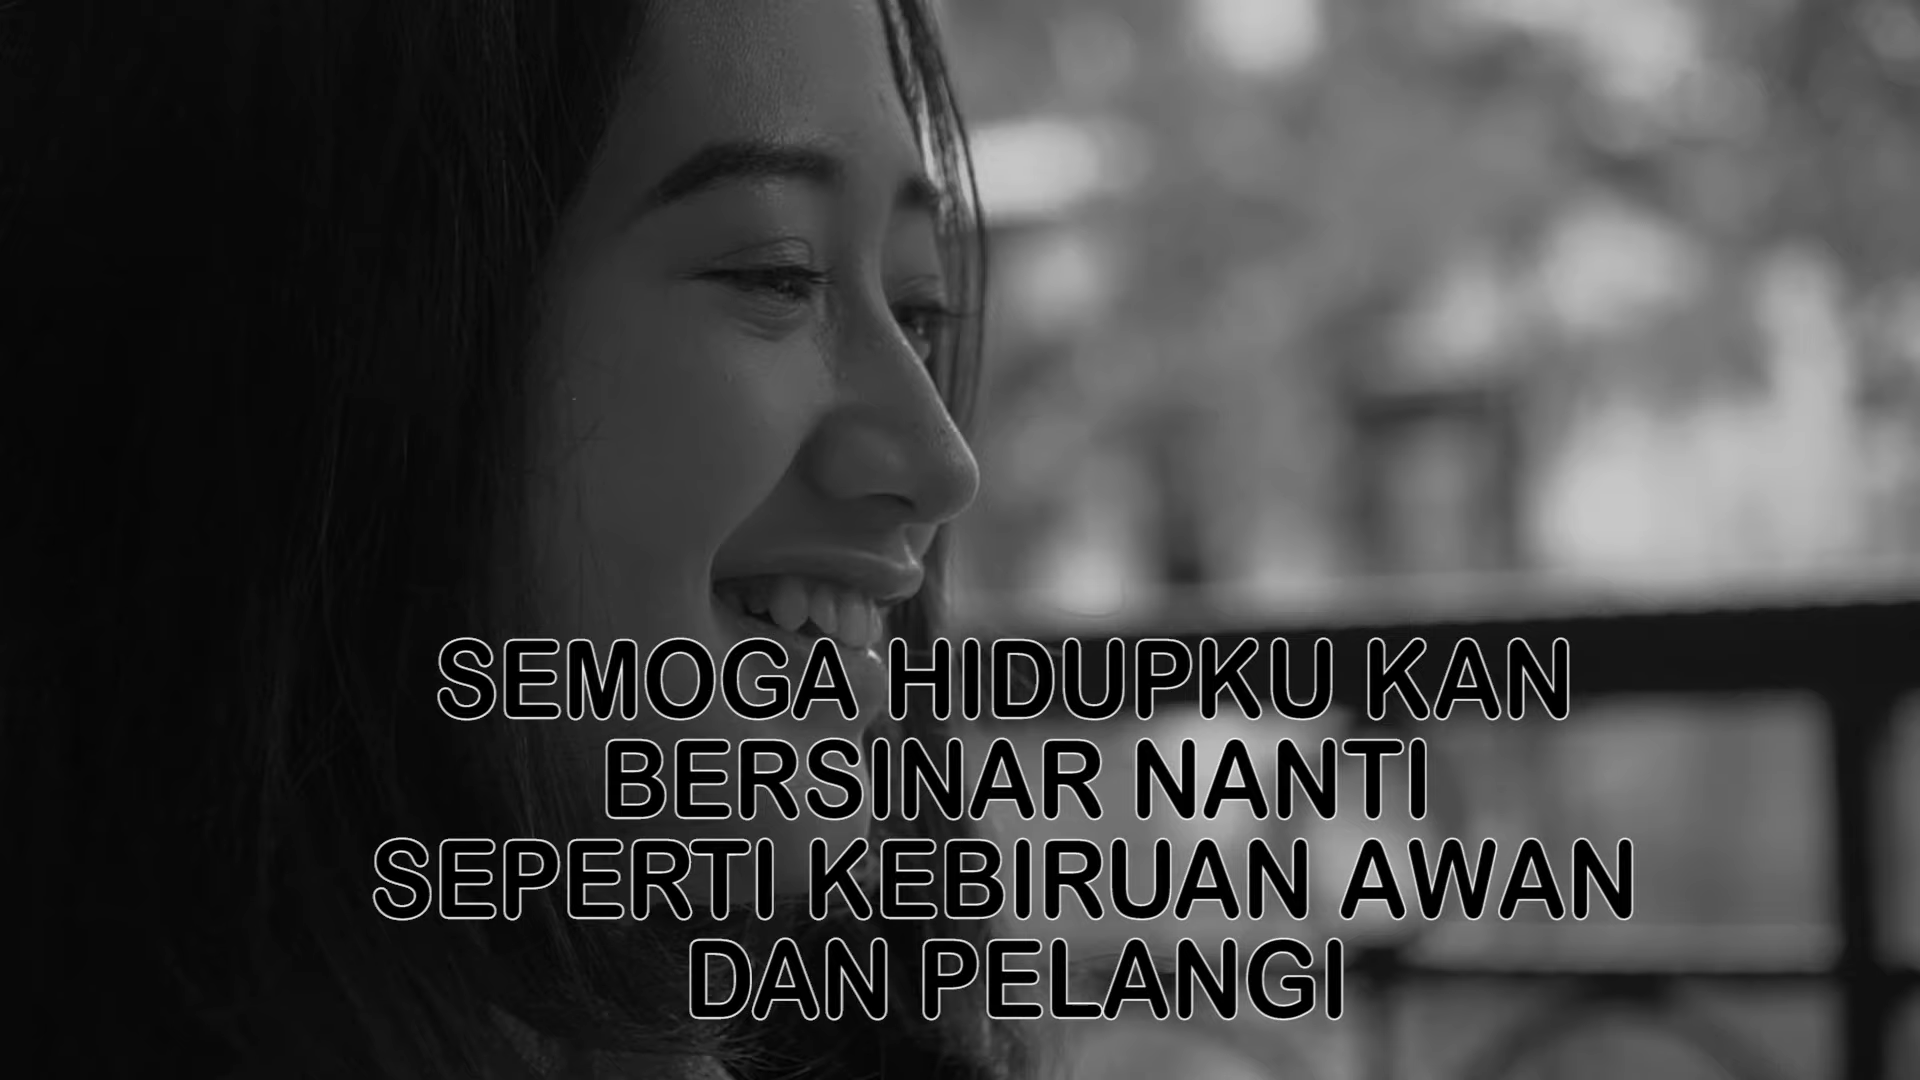 SEMOGA HIDUPKU KAN
BERSINAR NANTI
SEPERTI KEBIRUAN AWAN
DAN PELANGI